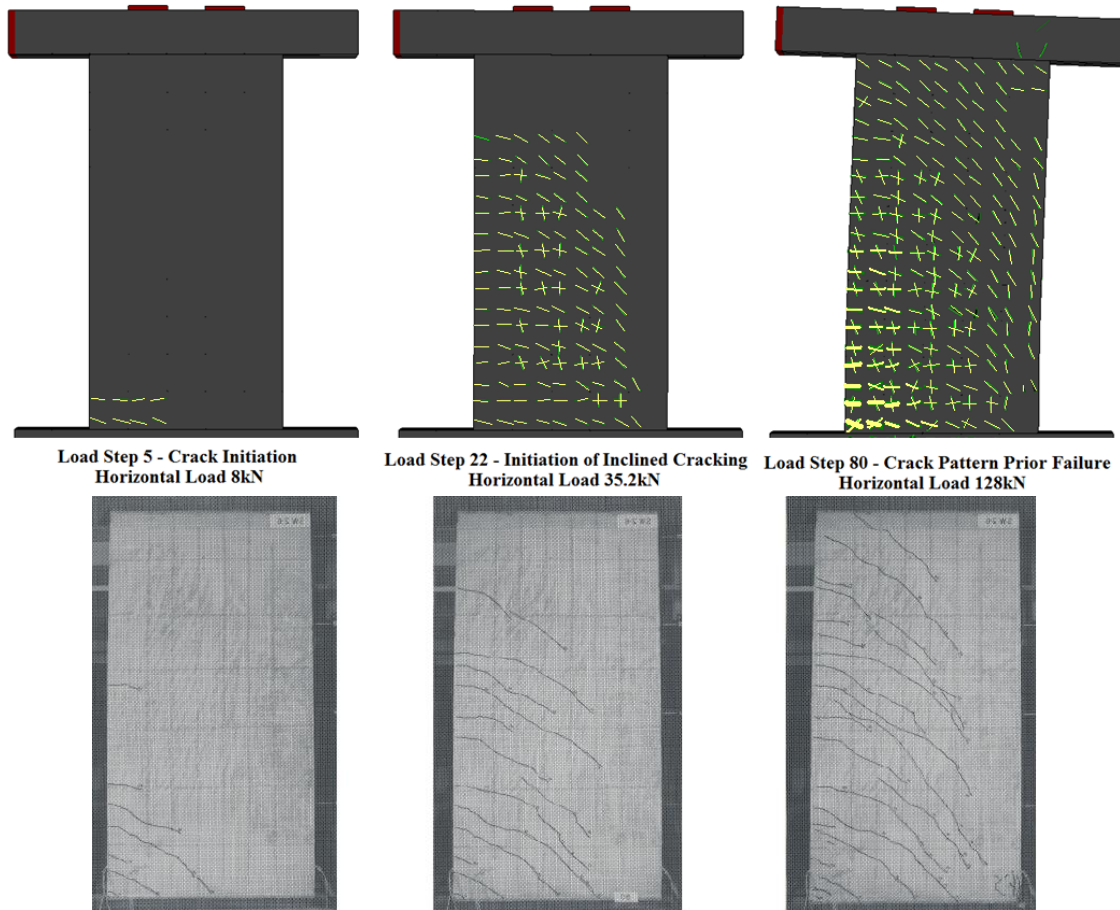 Load Step 5 - Crack Initiation
Horizontal Load 8kN
Load Step 22 - Initiation of Inclined Cracking
Horizontal Load 35.2kN
Load Step 80 - Crack Pattern Prior Failure
Horizontal Load 128kN